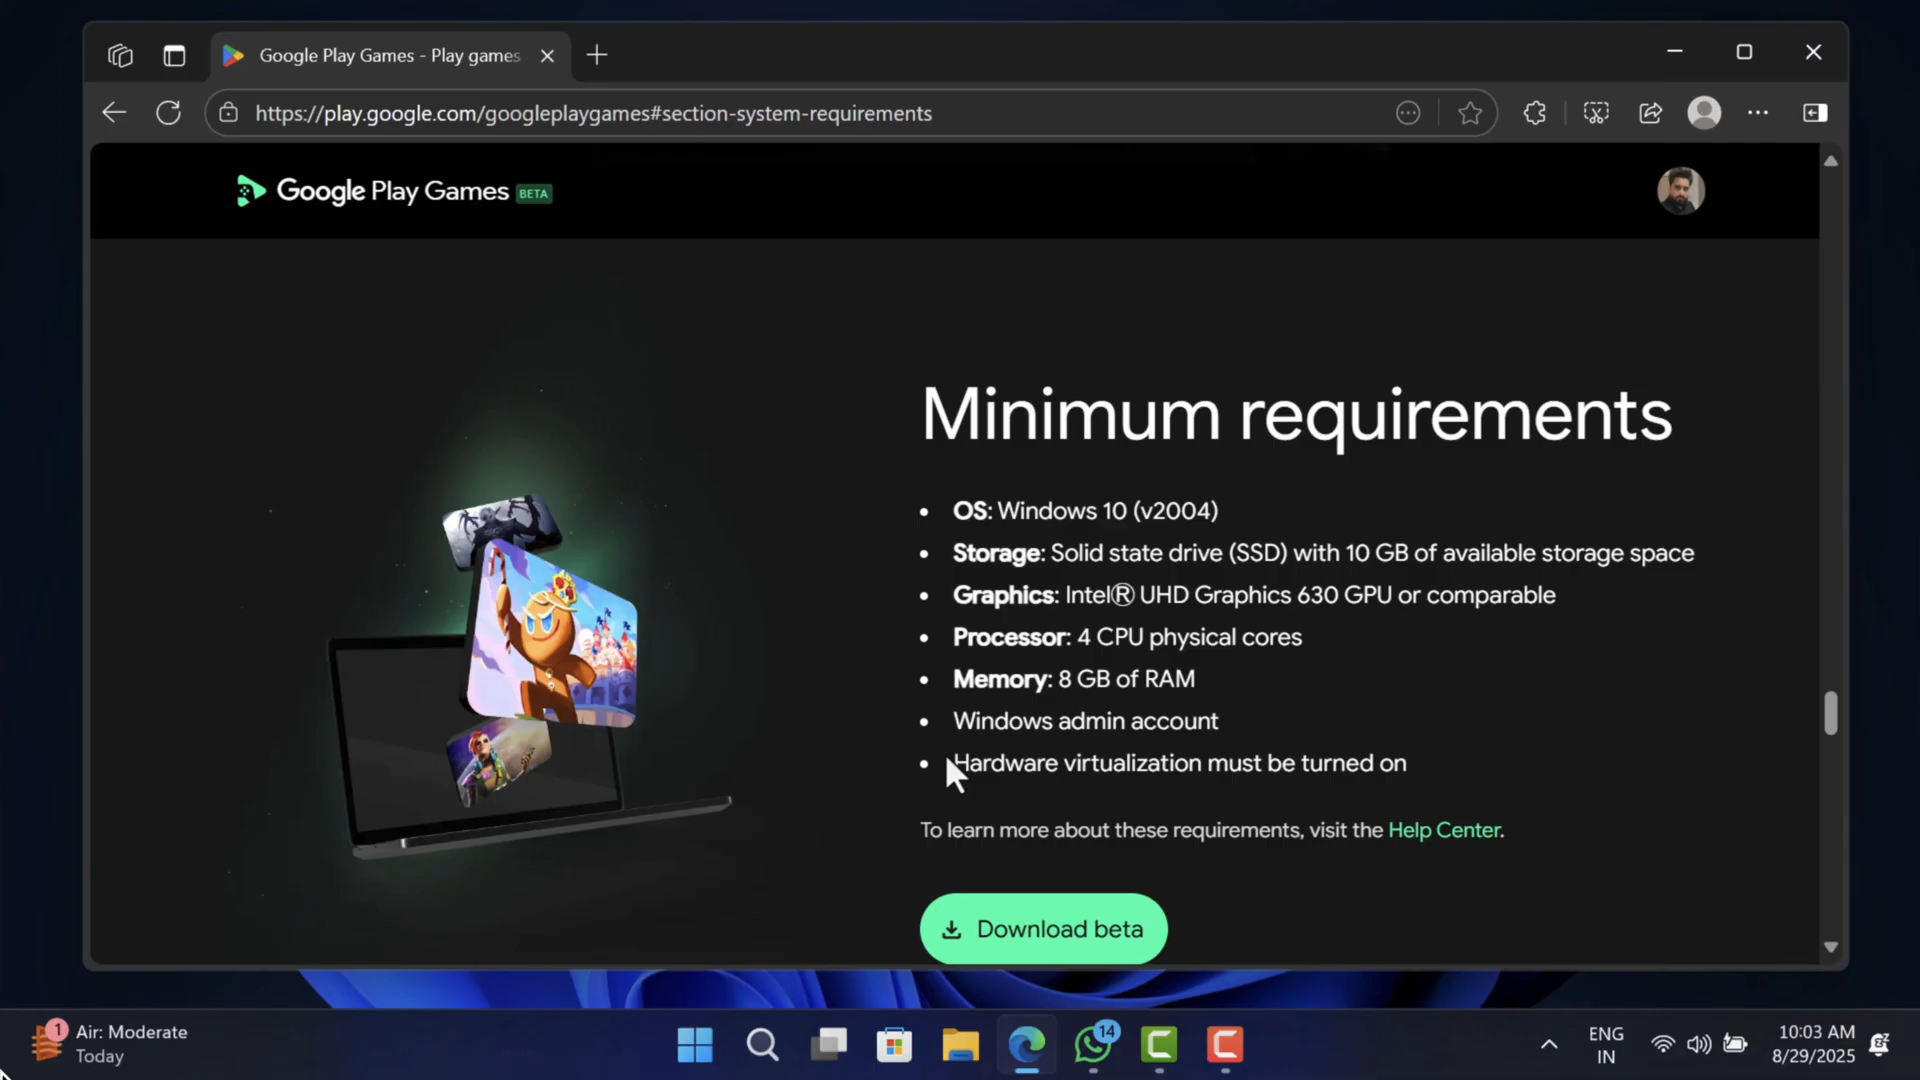 Google Play Games - Play games
https://play.google.com/googleplaygames#section-system-requirements
Google Play Games BETA
Minimum requirements
• OS: Windows 10 (v2004)
• Storage: Solid state drive (SSD) with 10 GB of available storage space
• Graphics: Intel® UHD Graphics 630 GPU or comparable
• Processor: 4 CPU physical cores
• Memory: 8 GB of RAM
• Windows admin account
• Hardware virtualization must be turned on
To learn more about these requirements, visit the Help Center.
Download beta
1
Air: Moderate
Today
14
ENG
IN
10:03 AM
8/29/2025